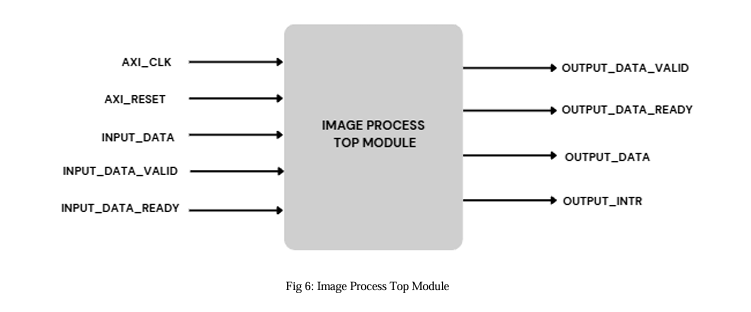 AXI_CLK
AXI_RESET
INPUT_DATA
INPUT_DATA_VALID
INPUT_DATA_READY
IMAGE PROCESS
TOP MODULE
OUTPUT_DATA_VALID
OUTPUT_DATA_READY
OUTPUT_DATA
OUTPUT_INTR
Fig 6: Image Process Top Module